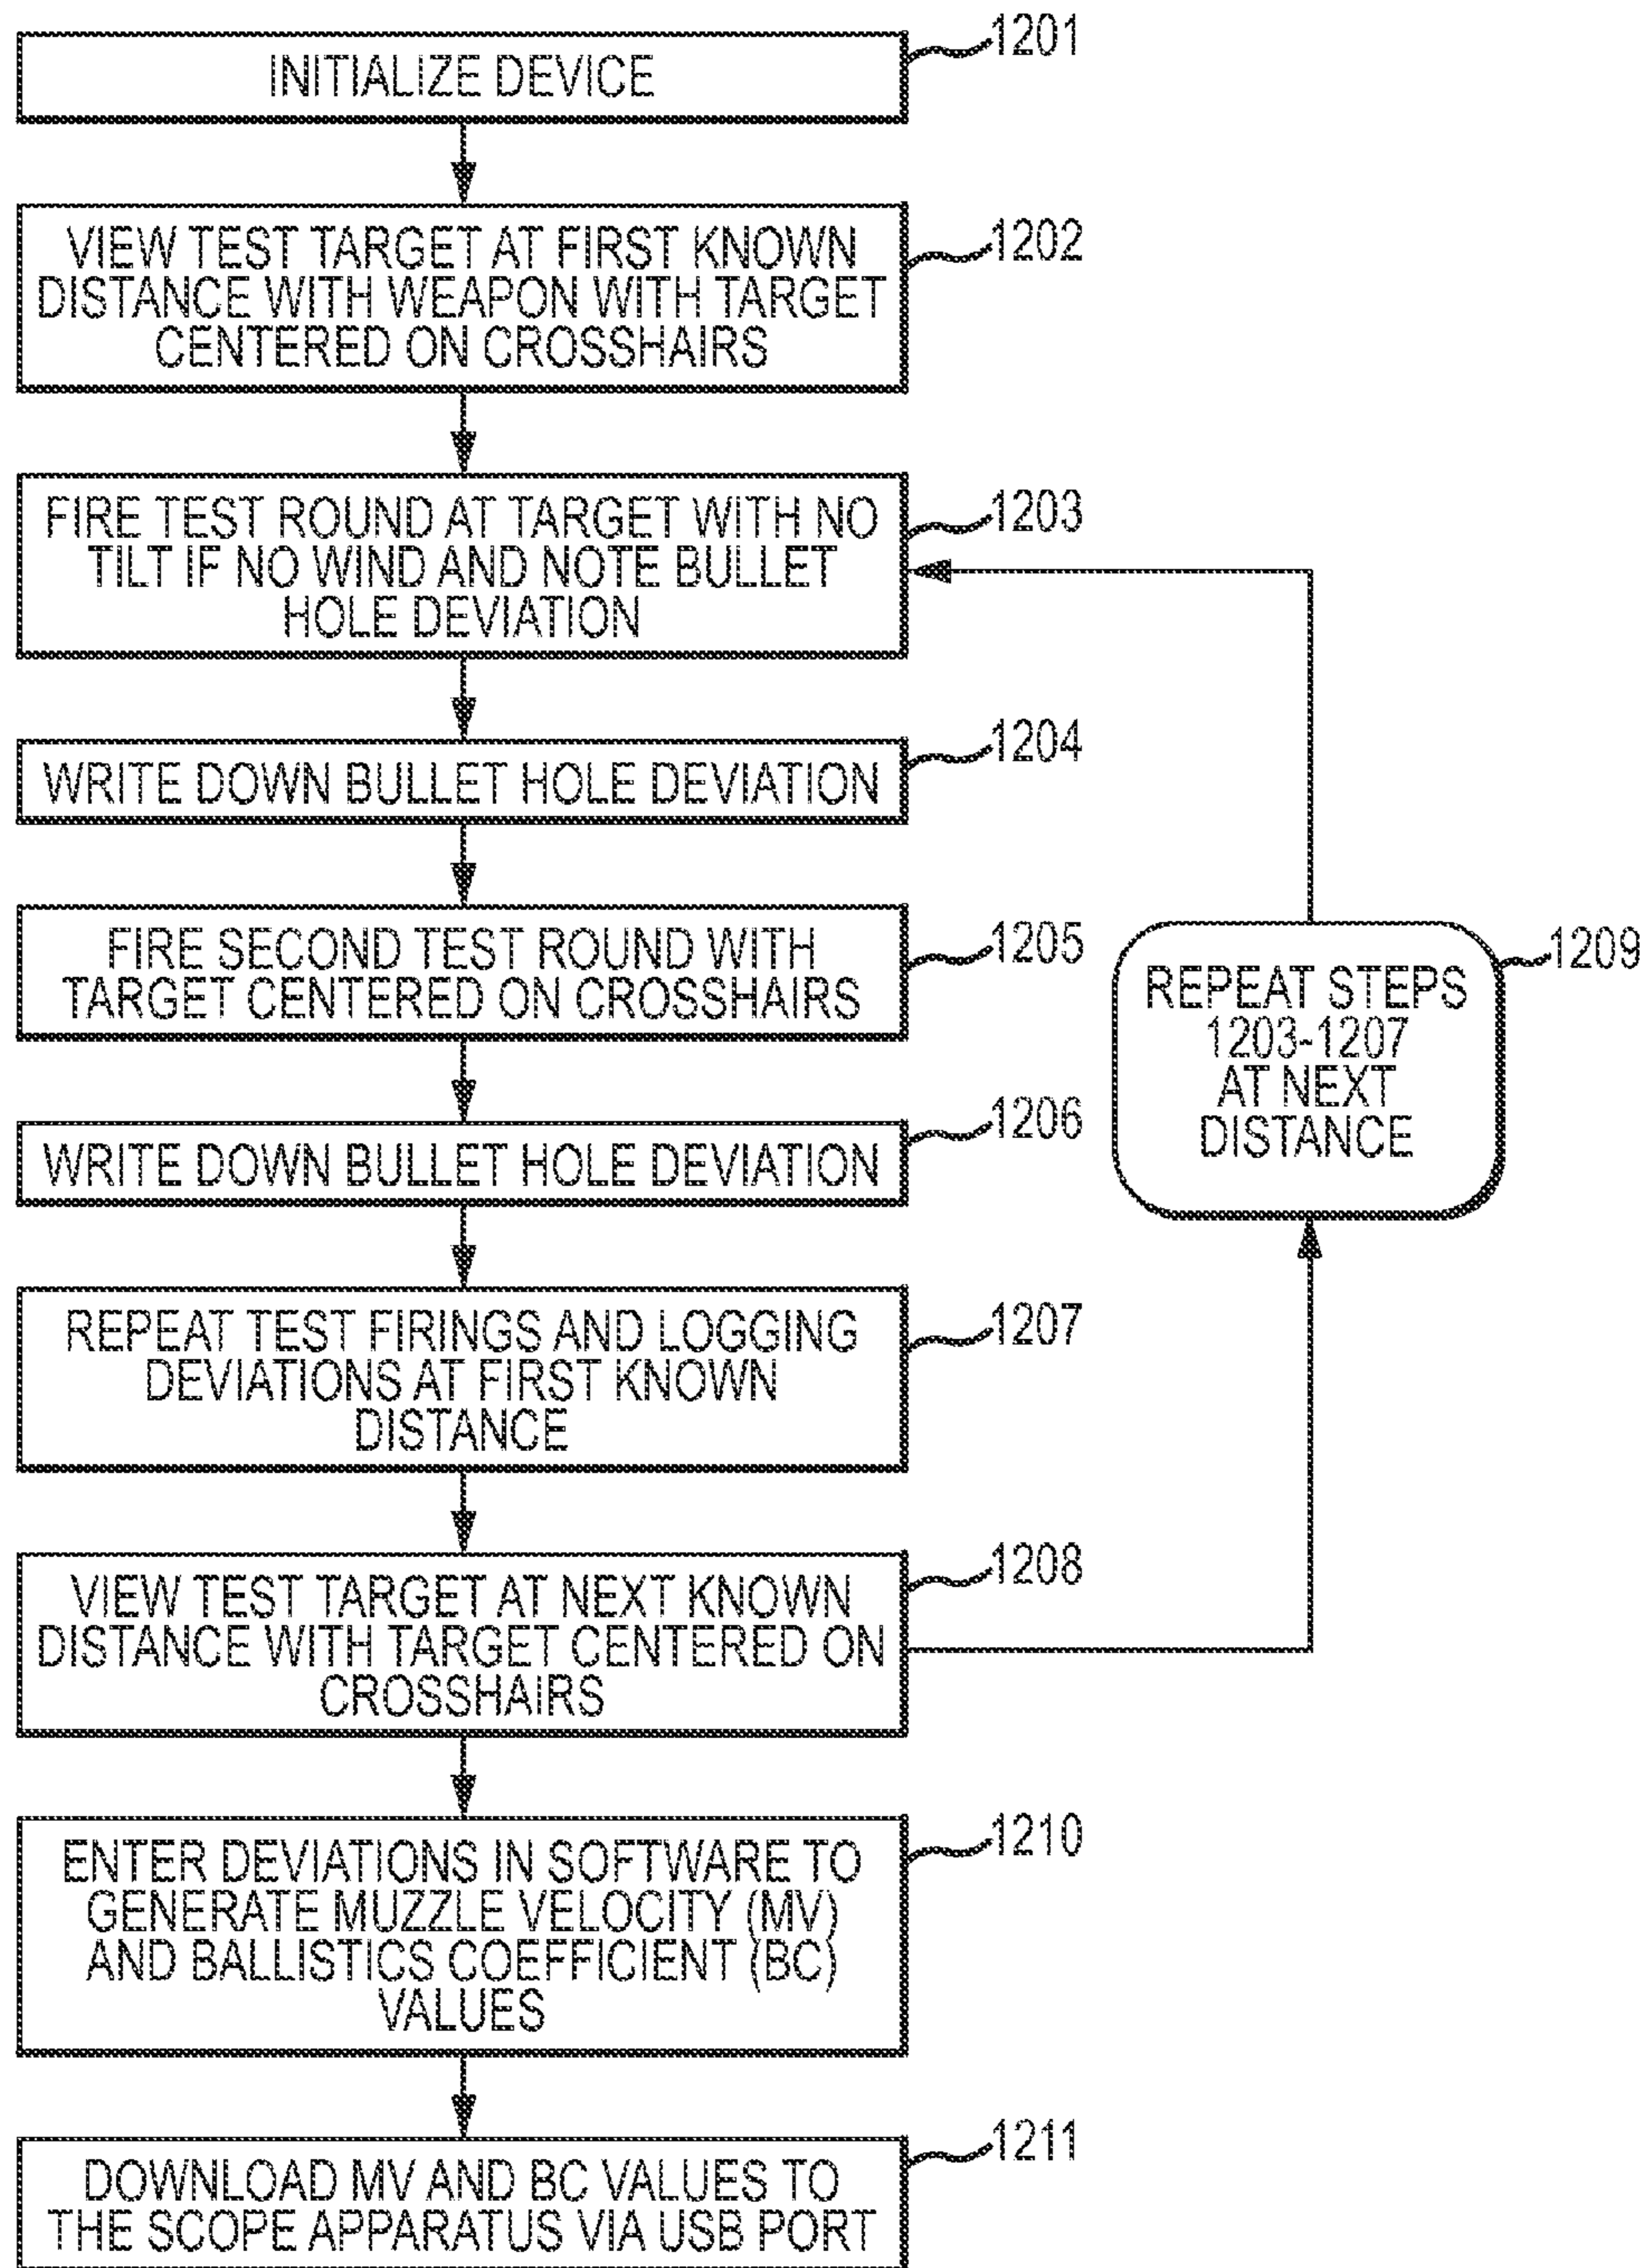 INITIALIZE DEVICE
1201
VIEW TEST TARGET AT FIRST KNOWN
DISTANCE WITH WEAPON WITH TARGET
CENTERED ON CROSSHAIRS
1202
FIRE TEST ROUND AT TARGET WITH NO
TILT IF NO WIND AND NOTE BULLET
HOLE DEVIATION
1203
WRITE DOWN BULLET HOLE DEVIATION
1204
FIRE SECOND TEST ROUND WITH
TARGET CENTERED ON CROSSHAIRS
1205
WRITE DOWN BULLET HOLE DEVIATION
1206
REPEAT TEST FIRINGS AND LOGGING
DEVIATIONS AT FIRST KNOWN
DISTANCE
1207
VIEW TEST TARGET AT NEXT KNOWN
DISTANCE WITH TARGET CENTERED ON
CROSSHAIRS
1208
REPEAT STEPS
1203-1207
AT NEXT
DISTANCE
1209
ENTER DEVIATIONS IN SOFTWARE TO
GENERATE MUZZLE VELOCITY (MV)
AND BALLISTICS COEFFICIENT (BC)
VALUES
1210
DOWNLOAD MV AND BC VALUES TO
THE SCOPE APPARATUS VIA USB PORT
1211